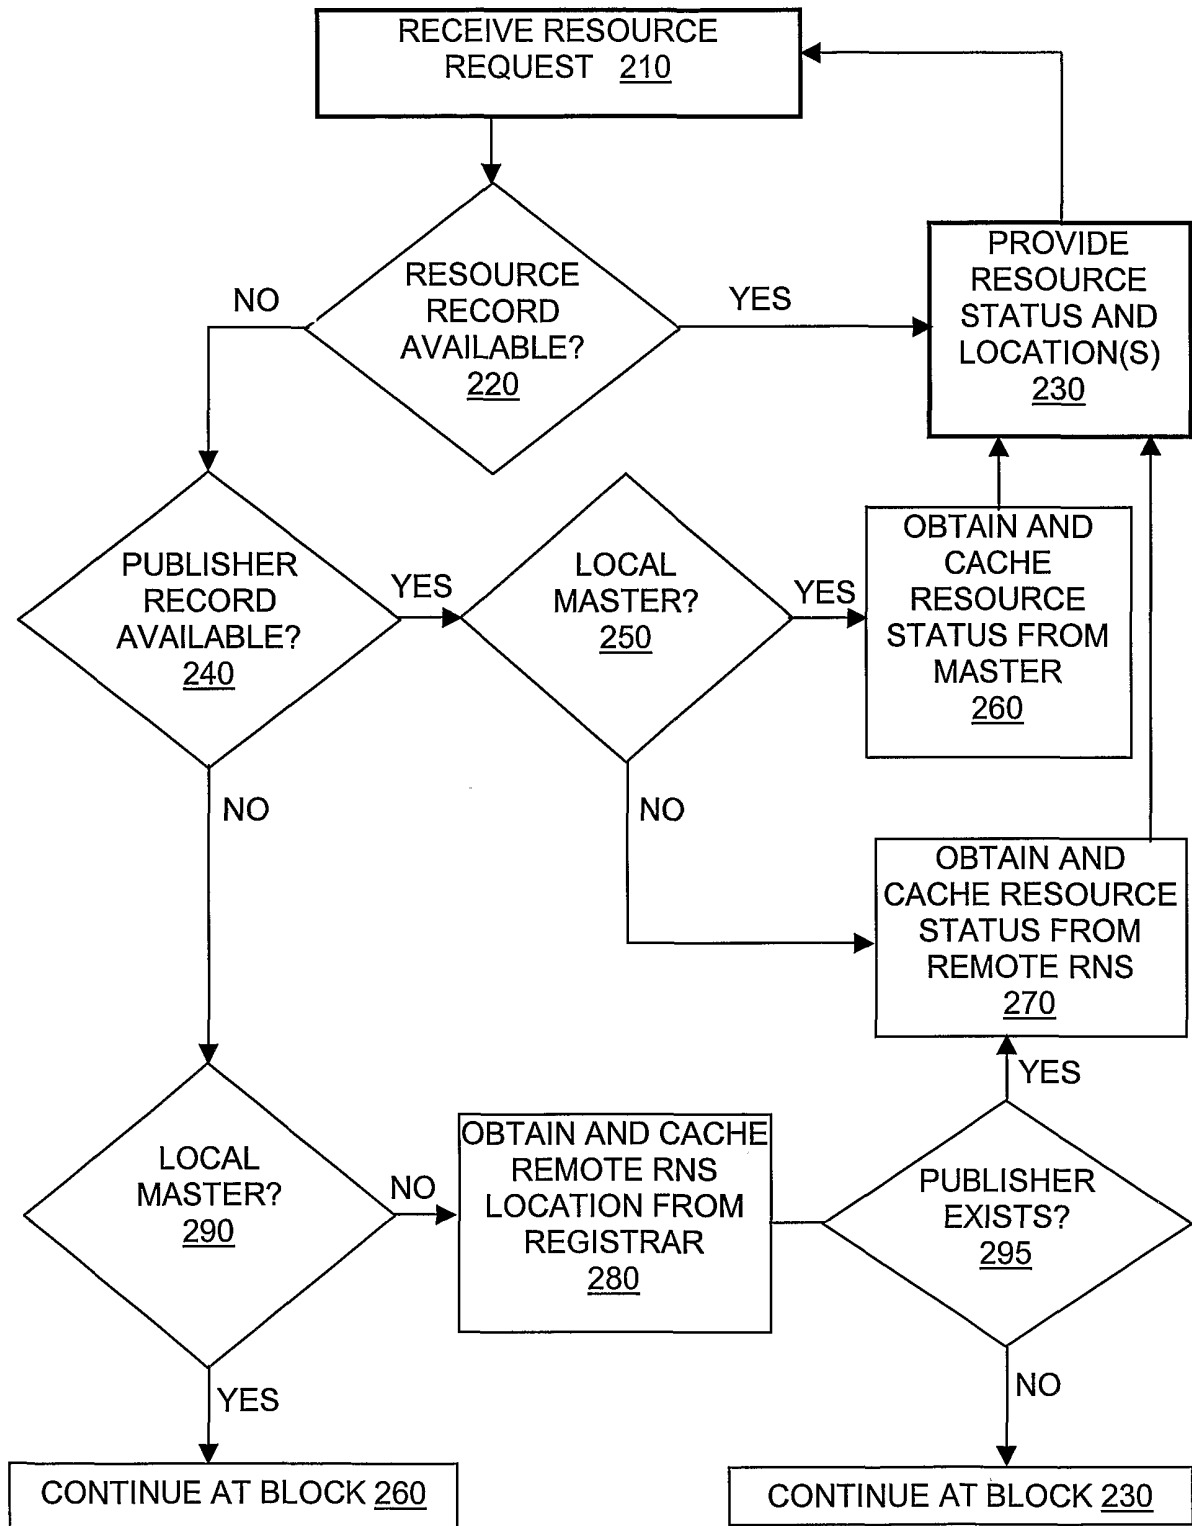 RECEIVE RESOURCE
REQUEST 210
RESOURCE
RECORD
AVAILABLE?
220
NO
YES
PROVIDE
RESOURCE
STATUS AND
LOCATION(S)
230
PUBLISHER
RECORD
AVAILABLE?
240
YES
LOCAL
MASTER?
250
YES
OBTAIN AND
CACHE
RESOURCE
STATUS FROM
MASTER
260
NO
NO
OBTAIN AND
CACHE RESOURCE
STATUS FROM
REMOTE RNS
270
YES
LOCAL
MASTER?
290
NO
OBTAIN AND CACHE
REMOTE RNS
LOCATION FROM
REGISTRAR
280
PUBLISHER
EXISTS?
295
YES
NO
CONTINUE AT BLOCK 260
CONTINUE AT BLOCK 230